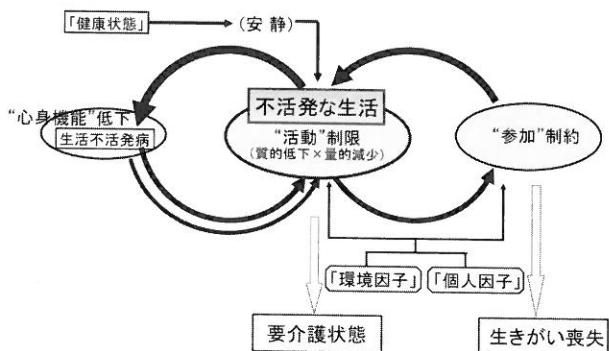 「健康状態」
(安 静)
不活発な生活
“心身機能”低下
生活不活発病
“活動”制限
(質的低下×量的減少)
“参加”制約
「環境因子」
「個人因子」
要介護状態
生きがい喪失